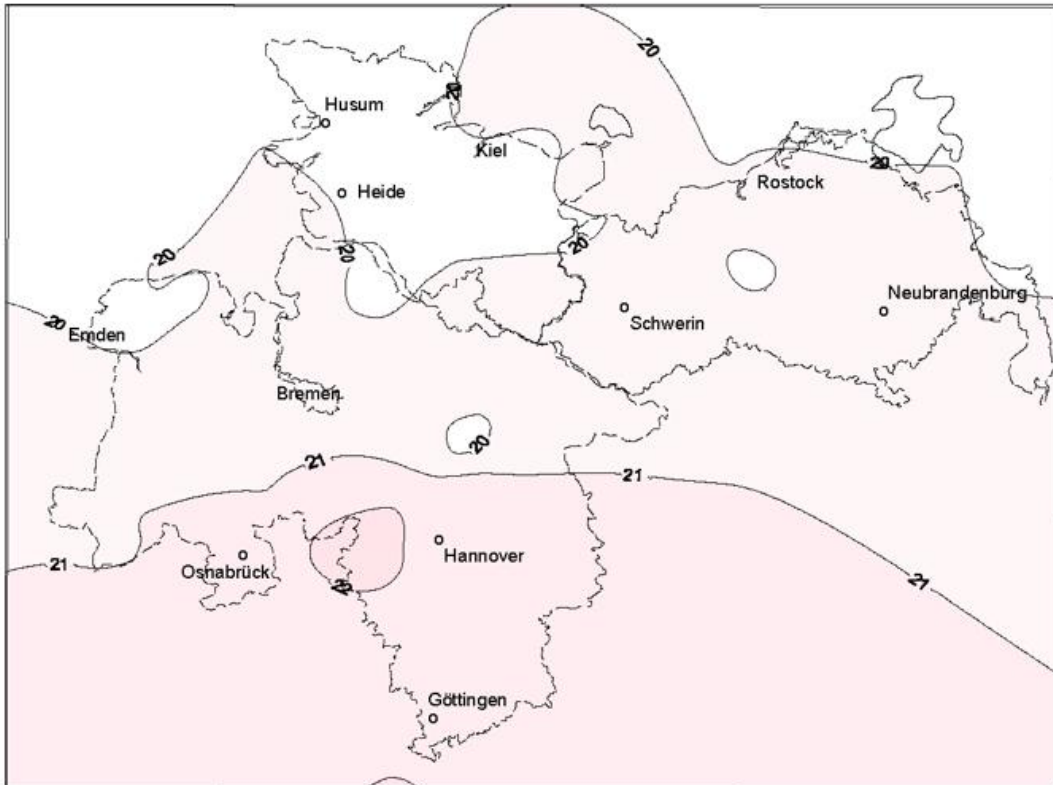 20
20
Husum
Kiel
20
Rostock
Heide
20
20
20
Neubrandenburg
20
Emden
Schwerin
Bremen
20
21
21
Hannover
21
Osnabrück
22
21
Göttingen